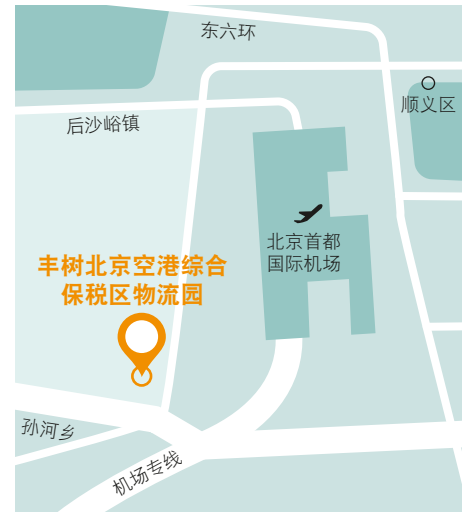 东六环
顺义区
后沙峪镇
北京首都
国际机场
丰树北京空港综合
保税区物流园
孙河乡
机场专线